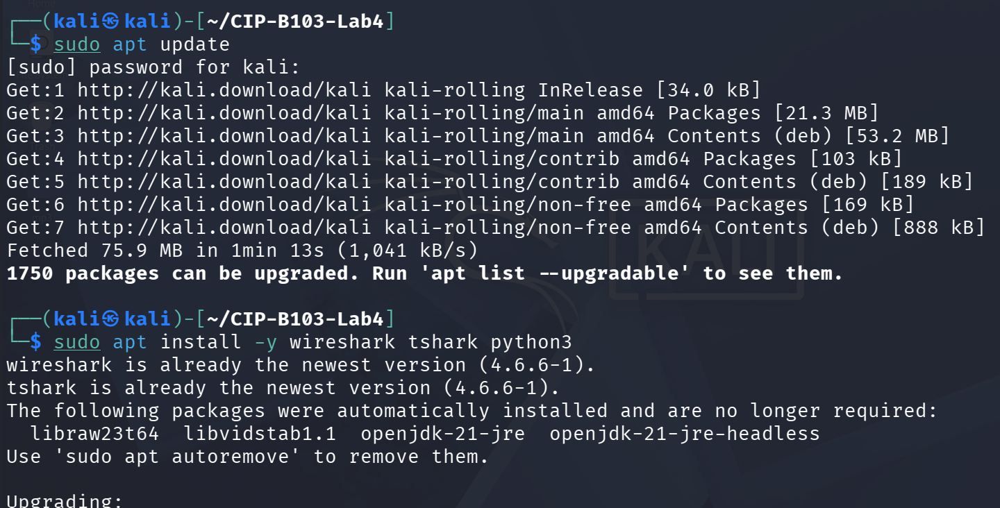 ┌──(kali㉿kali)-[~/CIP-B103-Lab4]
└─$ sudo apt update
[sudo] password for kali:
Get:1 http://kali.download/kali kali-rolling InRelease [34.0 kB]
Get:2 http://kali.download/kali kali-rolling/main amd64 Packages [21.3 MB]
Get:3 http://kali.download/kali kali-rolling/main amd64 Contents (deb) [53.2 MB]
Get:4 http://kali.download/kali kali-rolling/contrib amd64 Packages [103 kB]
Get:5 http://kali.download/kali kali-rolling/contrib amd64 Contents (deb) [189 kB]
Get:6 http://kali.download/kali kali-rolling/non-free amd64 Packages [169 kB]
Get:7 http://kali.download/kali kali-rolling/non-free amd64 Contents (deb) [888 kB]
Fetched 75.9 MB in 1min 13s (1,041 kB/s)
1750 packages can be upgraded. Run 'apt list --upgradable' to see them.
┌──(kali㉿kali)-[~/CIP-B103-Lab4]
└─$ sudo apt install -y wireshark tshark python3
wireshark is already the newest version (4.6.6-1).
tshark is already the newest version (4.6.6-1).
The following packages were automatically installed and are no longer required:
  libraw23t64  libvidstab1.1  openjdk-21-jre  openjdk-21-jre-headless
Use 'sudo apt autoremove' to remove them.
Upgrading:
Home
Trash
KALI